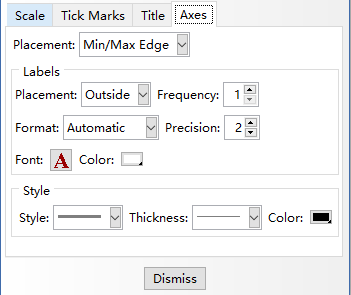 Scale Tick Marks Title Axes
Placement: Min/Max Edge
Labels
Placement: Outside Frequency: 1
Format: Automatic Precision: 2
Font: A Color:
Style
Style: Thickness: Color:
Dismiss